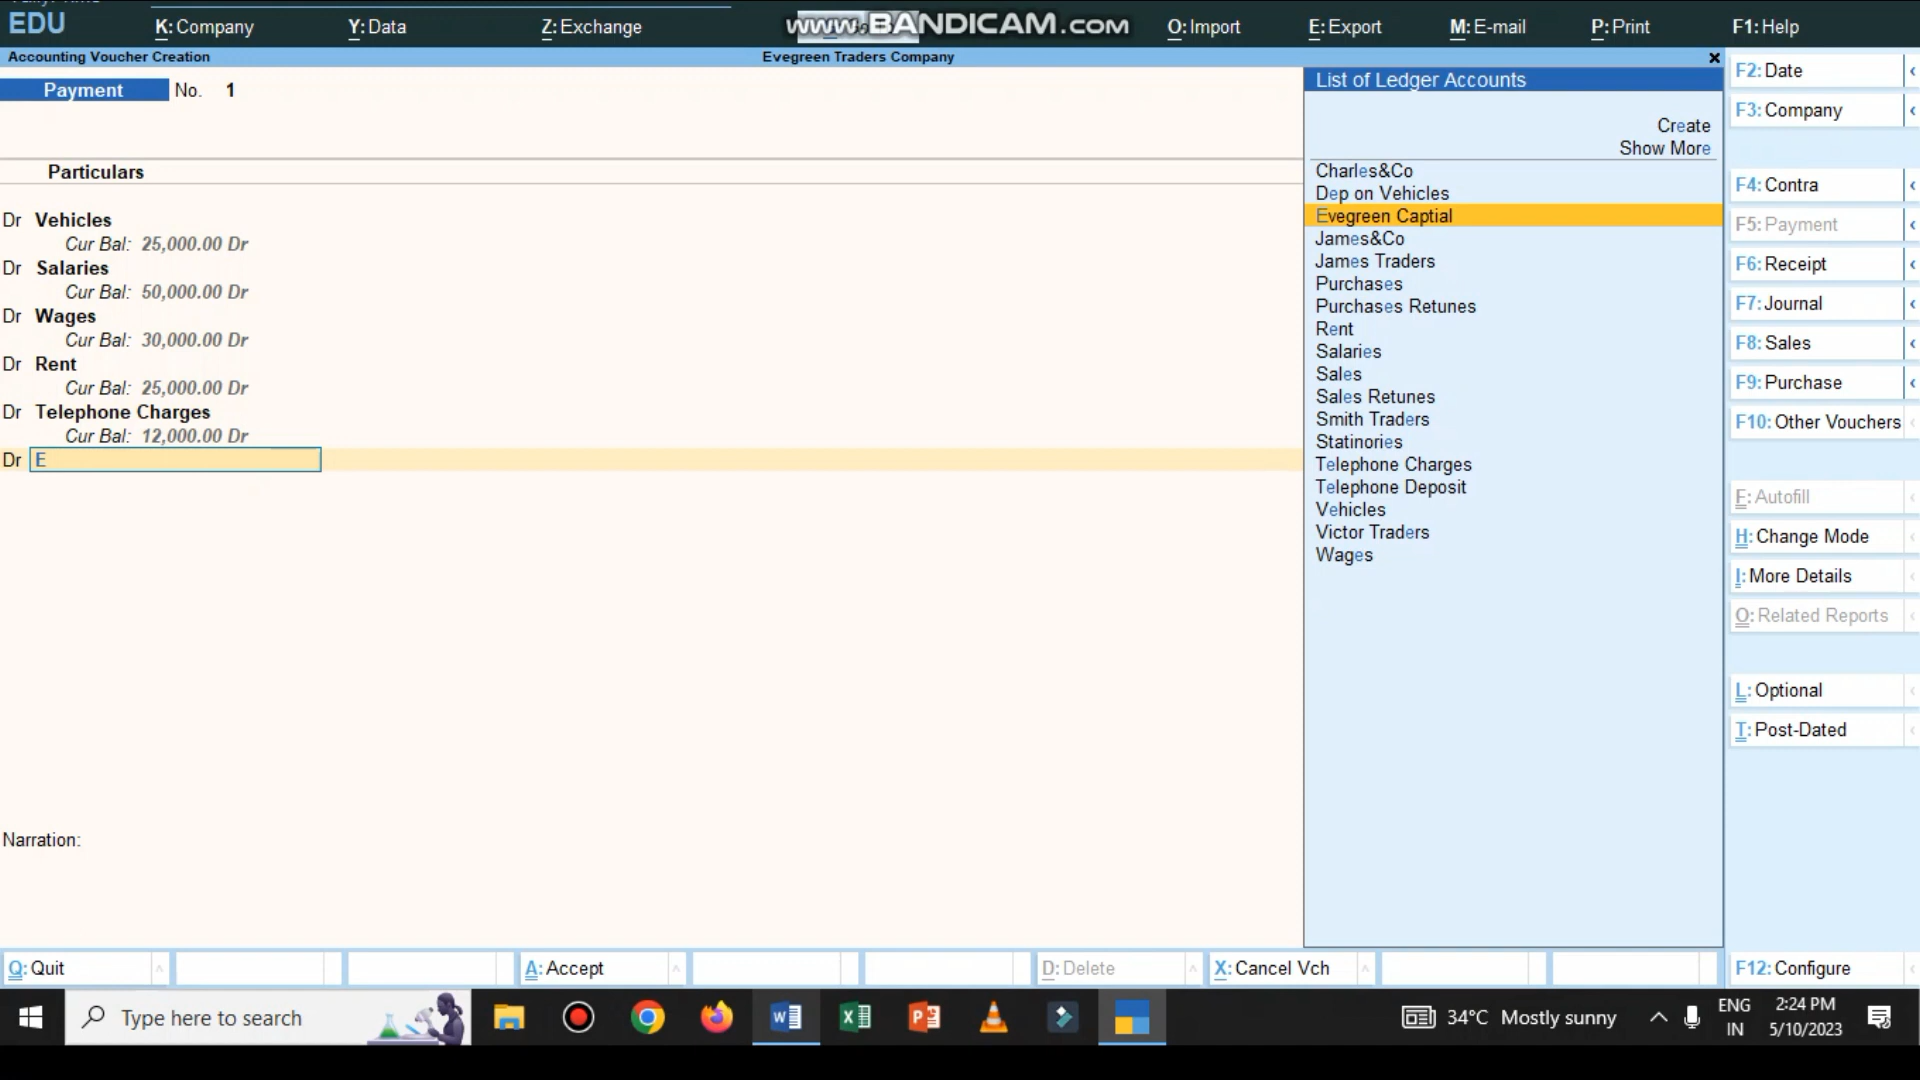 EDU
K: Company
Y: Data
Z: Exchange
www.BANDICAM.com
O: Import
E: Export
M: E-mail
P: Print
F1: Help
Accounting Voucher Creation
Evegreen Traders Company
Payment No. 1
Particulars
Dr Vehicles
Cur Bal: 25,000.00 Dr
Dr Salaries
Cur Bal: 50,000.00 Dr
Dr Wages
Cur Bal: 30,000.00 Dr
Dr Rent
Cur Bal: 25,000.00 Dr
Dr Telephone Charges
Cur Bal: 12,000.00 Dr
Dr E
Narration:
List of Ledger Accounts
Create
Show More
Charles&Co
Dep on Vehicles
Evegreen Captial
James&Co
James Traders
Purchases
Purchases Retunes
Rent
Salaries
Sales
Sales Retunes
Smith Traders
Statinories
Telephone Charges
Telephone Deposit
Vehicles
Victor Traders
Wages
F2: Date
F3: Company
F4: Contra
F5: Payment
F6: Receipt
F7: Journal
F8: Sales
F9: Purchase
F10: Other Vouchers
F: Autofill
H: Change Mode
I: More Details
O: Related Reports
L: Optional
T: Post-Dated
F12: Configure
Q: Quit
A: Accept
D: Delete
X: Cancel Vch
Type here to search
34°C Mostly sunny
ENG
IN
2:24 PM
5/10/2023